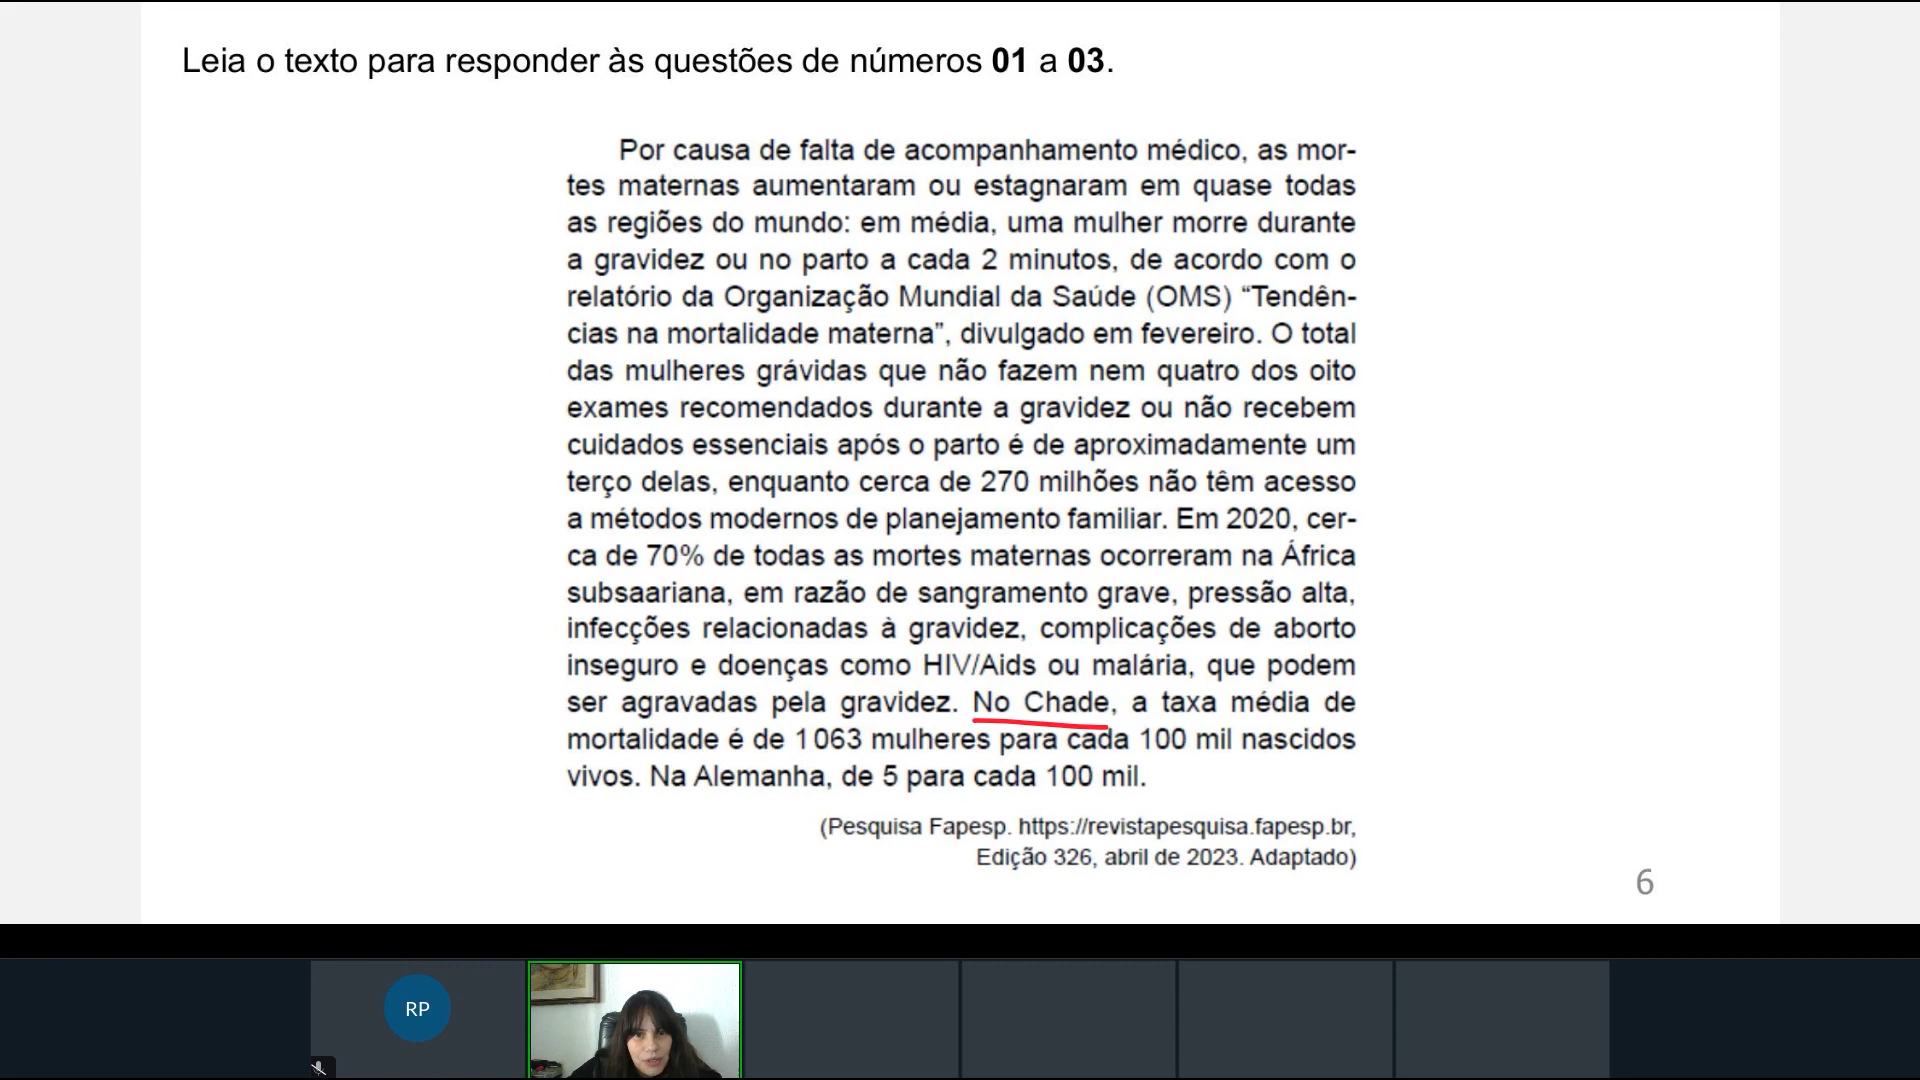 Leia o texto para responder às questões de números 01 a 03.
Por causa de falta de acompanhamento médico, as mor-
tes maternas aumentaram ou estagnaram em quase todas
as regiões do mundo: em média, uma mulher morre durante
a gravidez ou no parto a cada 2 minutos, de acordo com o
relatório da Organização Mundial da Saúde (OMS) “Tendên-
cias na mortalidade materna”, divulgado em fevereiro. O total
das mulheres grávidas que não fazem nem quatro dos oito
exames recomendados durante a gravidez ou não recebem
cuidados essenciais após o parto é de aproximadamente um
terço delas, enquanto cerca de 270 milhões não têm acesso
a métodos modernos de planejamento familiar. Em 2020, cer-
ca de 70% de todas as mortes maternas ocorreram na África
subsaariana, em razão de sangramento grave, pressão alta,
infecções relacionadas à gravidez, complicações de aborto
inseguro e doenças como HIV/Aids ou malária, que podem
ser agravadas pela gravidez. No Chade, a taxa média de
mortalidade é de 1 063 mulheres para cada 100 mil nascidos
vivos. Na Alemanha, de 5 para cada 100 mil.
(Pesquisa Fapesp. https://revistapesquisa.fapesp.br,
Edição 326, abril de 2023. Adaptado)
6
RP